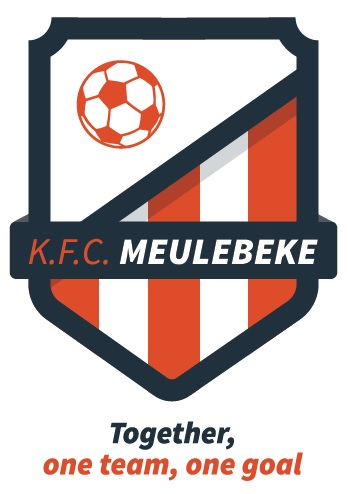 K.F.C. MEULEBEKE
Together,
one team, one goal